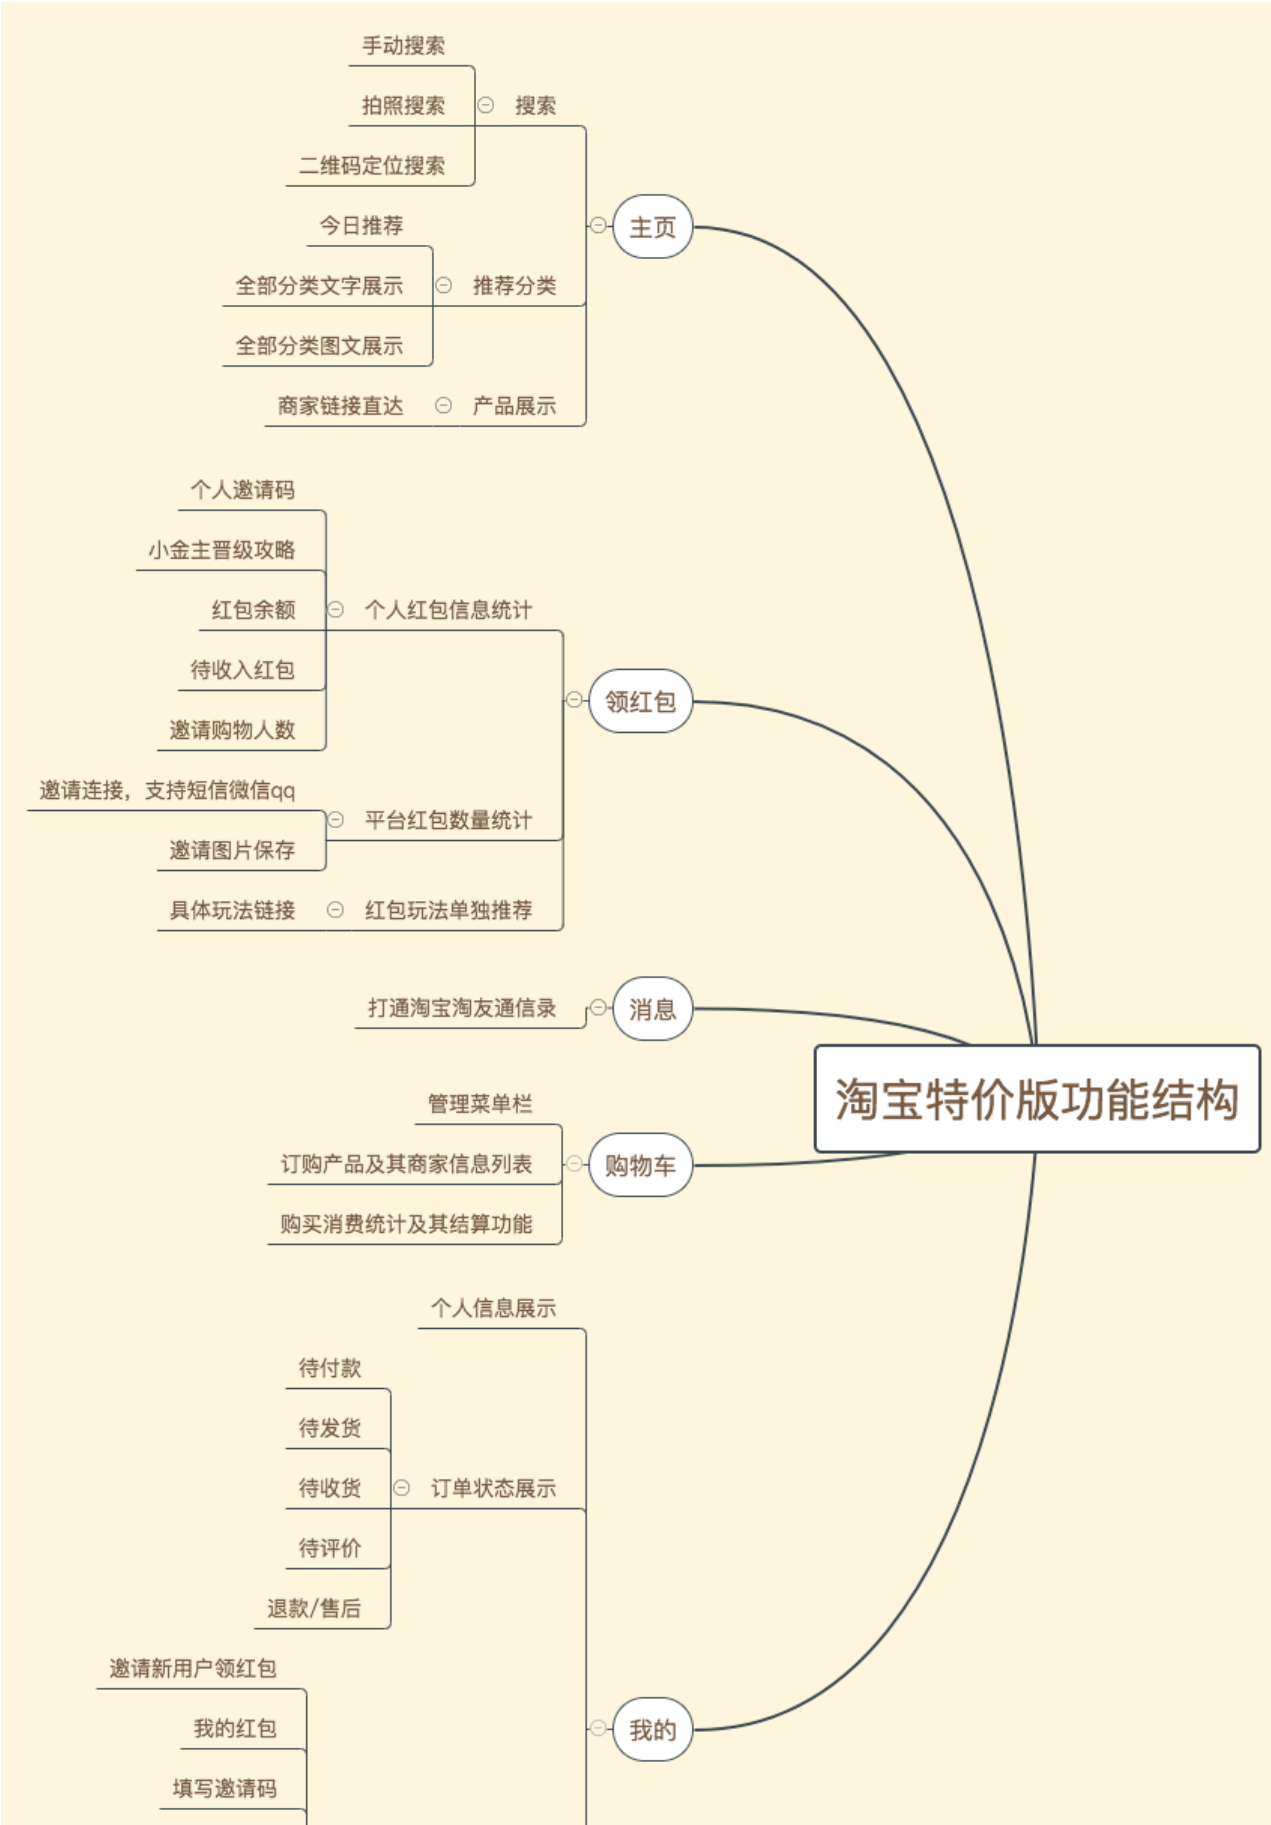 手动搜索
拍照搜索
搜索
二维码定位搜索
今日推荐
主页
全部分类文字展示
推荐分类
全部分类图文展示
商家链接直达
产品展示
个人邀请码
小金主晋级攻略
红包余额
个人红包信息统计
待收入红包
领红包
邀请购物人数
邀请连接，支持短信微信qq
平台红包数量统计
邀请图片保存
具体玩法链接
红包玩法单独推荐
打通淘宝淘友通信录
消息
淘宝特价版功能结构
管理菜单栏
订购产品及其商家信息列表
购物车
购买消费统计及其结算功能
个人信息展示
待付款
待发货
待收货
订单状态展示
待评价
退款/售后
邀请新用户领红包
我的红包
我的
填写邀请码